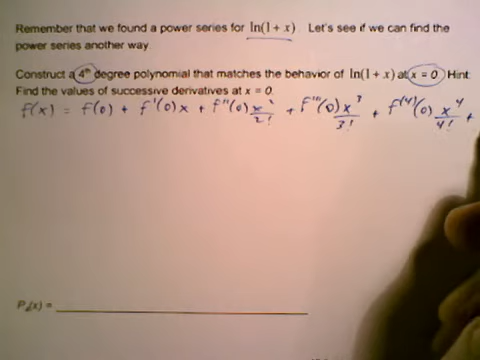 Remember that we found a power series for ln(1+x). Let's see if we can find the
power series another way.
Construct a 4th degree polynomial that matches the behavior of ln(1+x) at x = 0. Hint:
Find the values of successive derivatives at x = 0.
f(x) = f(0) + f'(0)x + f''(0)x²/2! + f'''(0)x³/3! + f⁽⁴⁾(0)x⁴/4! +
P₄(x) =